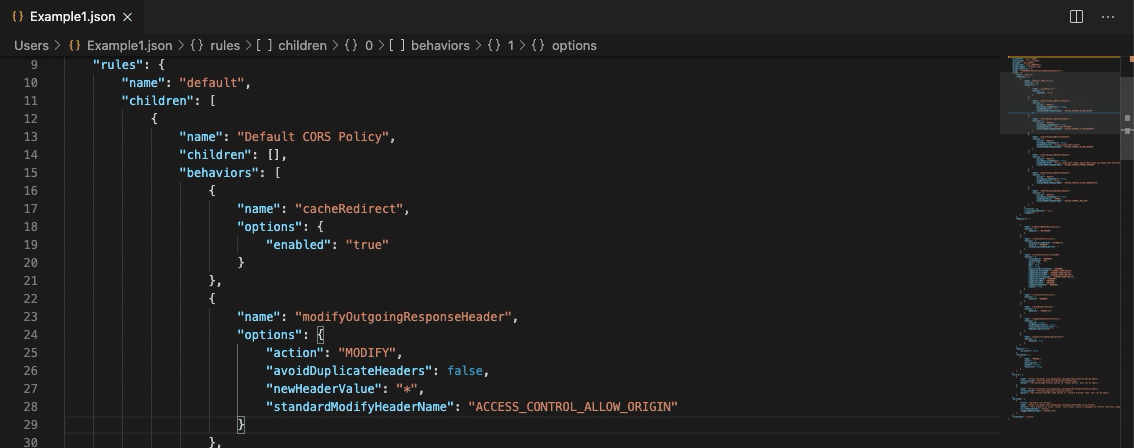 {} Example1.json ×
Users > {} Example1.json > {} rules > [ ] children > {} 0 > [ ] behaviors > {} 1 > {} options
9 "rules": {
10 "name": "default",
11 "children": [
12 {
13 "name": "Default CORS Policy",
14 "children": [],
15 "behaviors": [
16 {
17 "name": "cacheRedirect",
18 "options": {
19 "enabled": "true"
20 }
21 },
22 {
23 "name": "modifyOutgoingResponseHeader",
24 "options": {
25 "action": "MODIFY",
26 "avoidDuplicateHeaders": false,
27 "newHeaderValue": "*",
28 "standardModifyHeaderName": "ACCESS_CONTROL_ALLOW_ORIGIN"
29 }
30 },